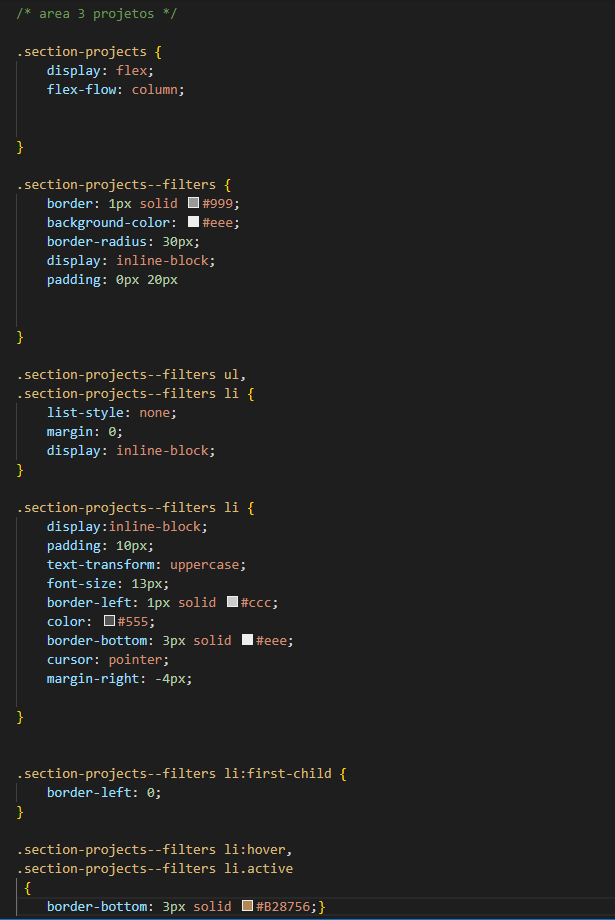 /* area 3 projetos */
.section-projects {
display: flex;
flex-flow: column;
}
.section-projects--filters {
border: 1px solid #999;
background-color: #eee;
border-radius: 30px;
display: inline-block;
padding: 0px 20px
}
.section-projects--filters ul,
.section-projects--filters li {
list-style: none;
margin: 0;
display: inline-block;
}
.section-projects--filters li {
display:inline-block;
padding: 10px;
text-transform: uppercase;
font-size: 13px;
border-left: 1px solid #ccc;
color: #555;
border-bottom: 3px solid #eee;
cursor: pointer;
margin-right: -4px;
}
.section-projects--filters li:first-child {
border-left: 0;
}
.section-projects--filters li:hover,
.section-projects--filters li.active
{
border-bottom: 3px solid #B28756;}